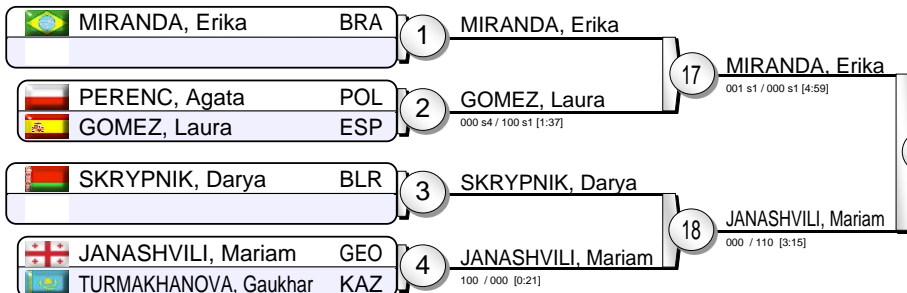 MIRANDA, Erika BRA
1
MIRANDA, Erika
PERENC, Agata POL
GOMEZ, Laura ESP
2
GOMEZ, Laura
000 s4 / 100 s1 [1:37]
17
MIRANDA, Erika
001 s1 / 000 s1 [4:59]
SKRYPNIK, Darya BLR
3
SKRYPNIK, Darya
JANASHVILI, Mariam GEO
TURMAKHANOVA, Gaukhar KAZ
4
JANASHVILI, Mariam
100 / 000 [0:21]
18
JANASHVILI, Mariam
000 / 110 [3:15]